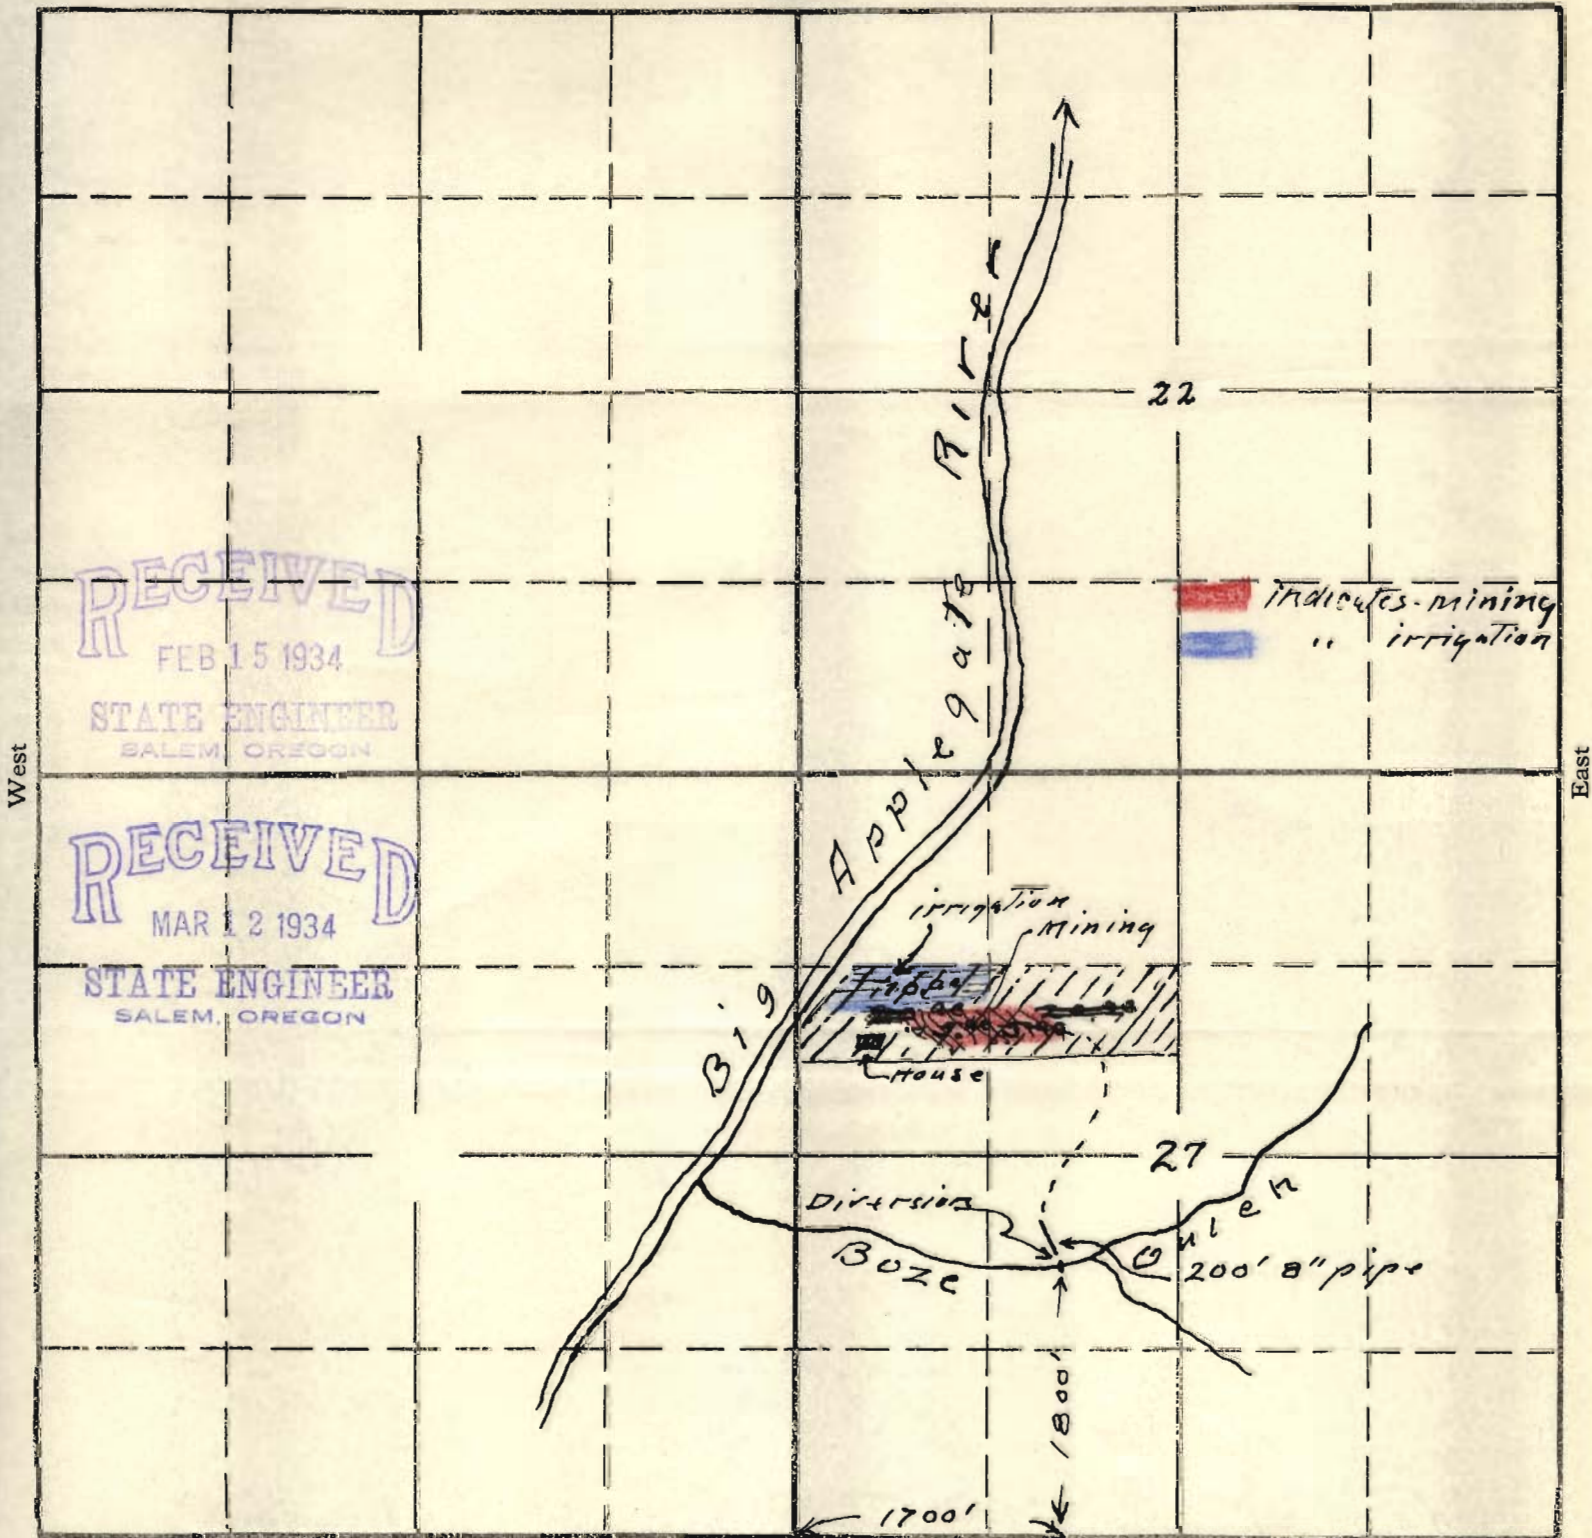 22
Big Applegate River
RECEIVED
FEB 15 1934
STATE ENGINEER
SALEM, OREGON
indicates - mining
" irrigation
West
East
RECEIVED
MAR 12 1934
STATE ENGINEER
SALEM, OREGON
irrigation
Mining
House
27
Diversion
Boze Gulch
200' 8" pipe
1800'
1700'